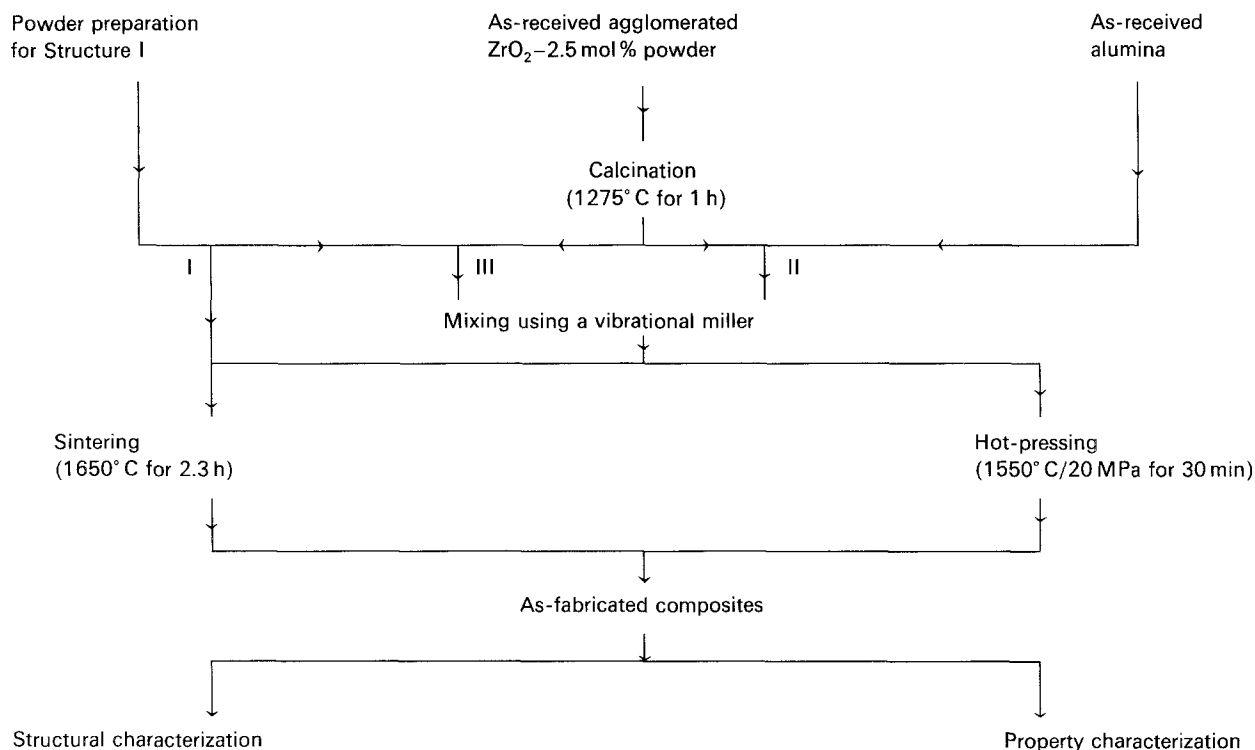 Powder preparation
for Structure I
As-received agglomerated
ZrO₂–2.5 mol % powder
As-received
alumina
Calcination
(1275° C for 1 h)
I
III
II
Mixing using a vibrational miller
Sintering
(1650° C for 2.3 h)
Hot-pressing
(1550° C/20 MPa for 30 min)
As-fabricated composites
Structural characterization
Property characterization